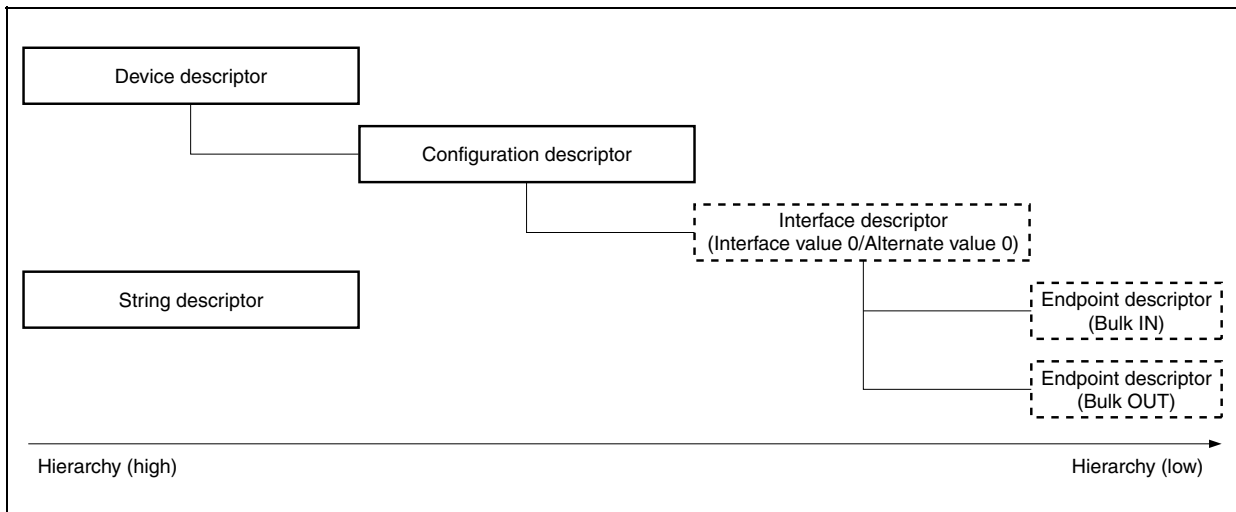 Device descriptor
Configuration descriptor
Interface descriptor
(Interface value 0/Alternate value 0)
String descriptor
Endpoint descriptor
(Bulk IN)
Endpoint descriptor
(Bulk OUT)
Hierarchy (high)
Hierarchy (low)